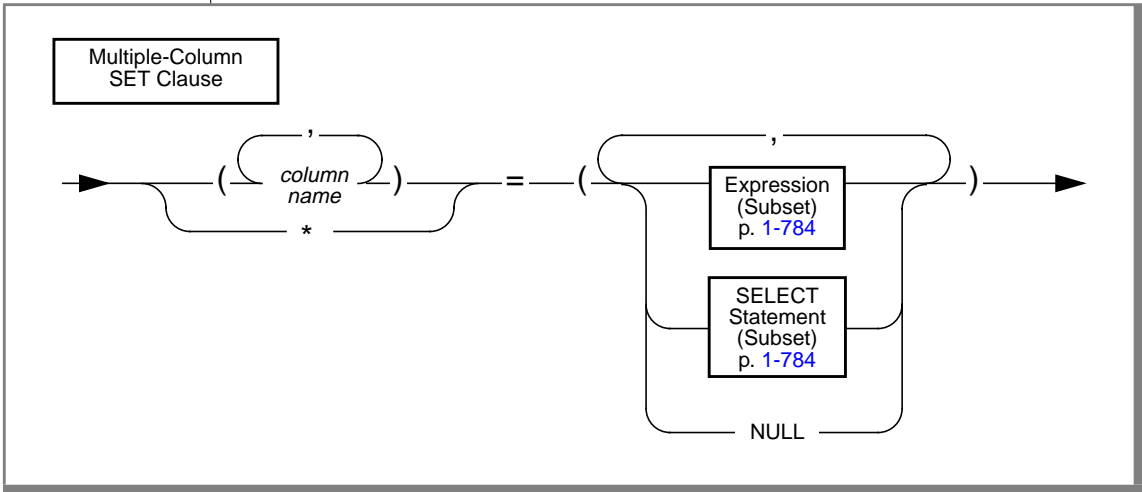 Multiple-Column
SET Clause
,
( column
name )
*
=
(
,
Expression
(Subset)
p. 1-784
SELECT
Statement
(Subset)
p. 1-784
NULL
)